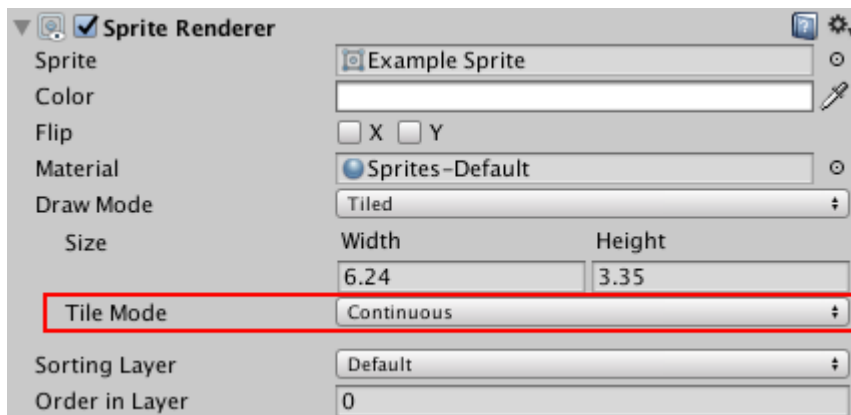 Sprite Renderer
Sprite Example Sprite
Color
Flip X Y
Material Sprites-Default
Draw Mode Tiled
Size Width Height
6.24 3.35
Tile Mode Continuous
Sorting Layer Default
Order in Layer 0